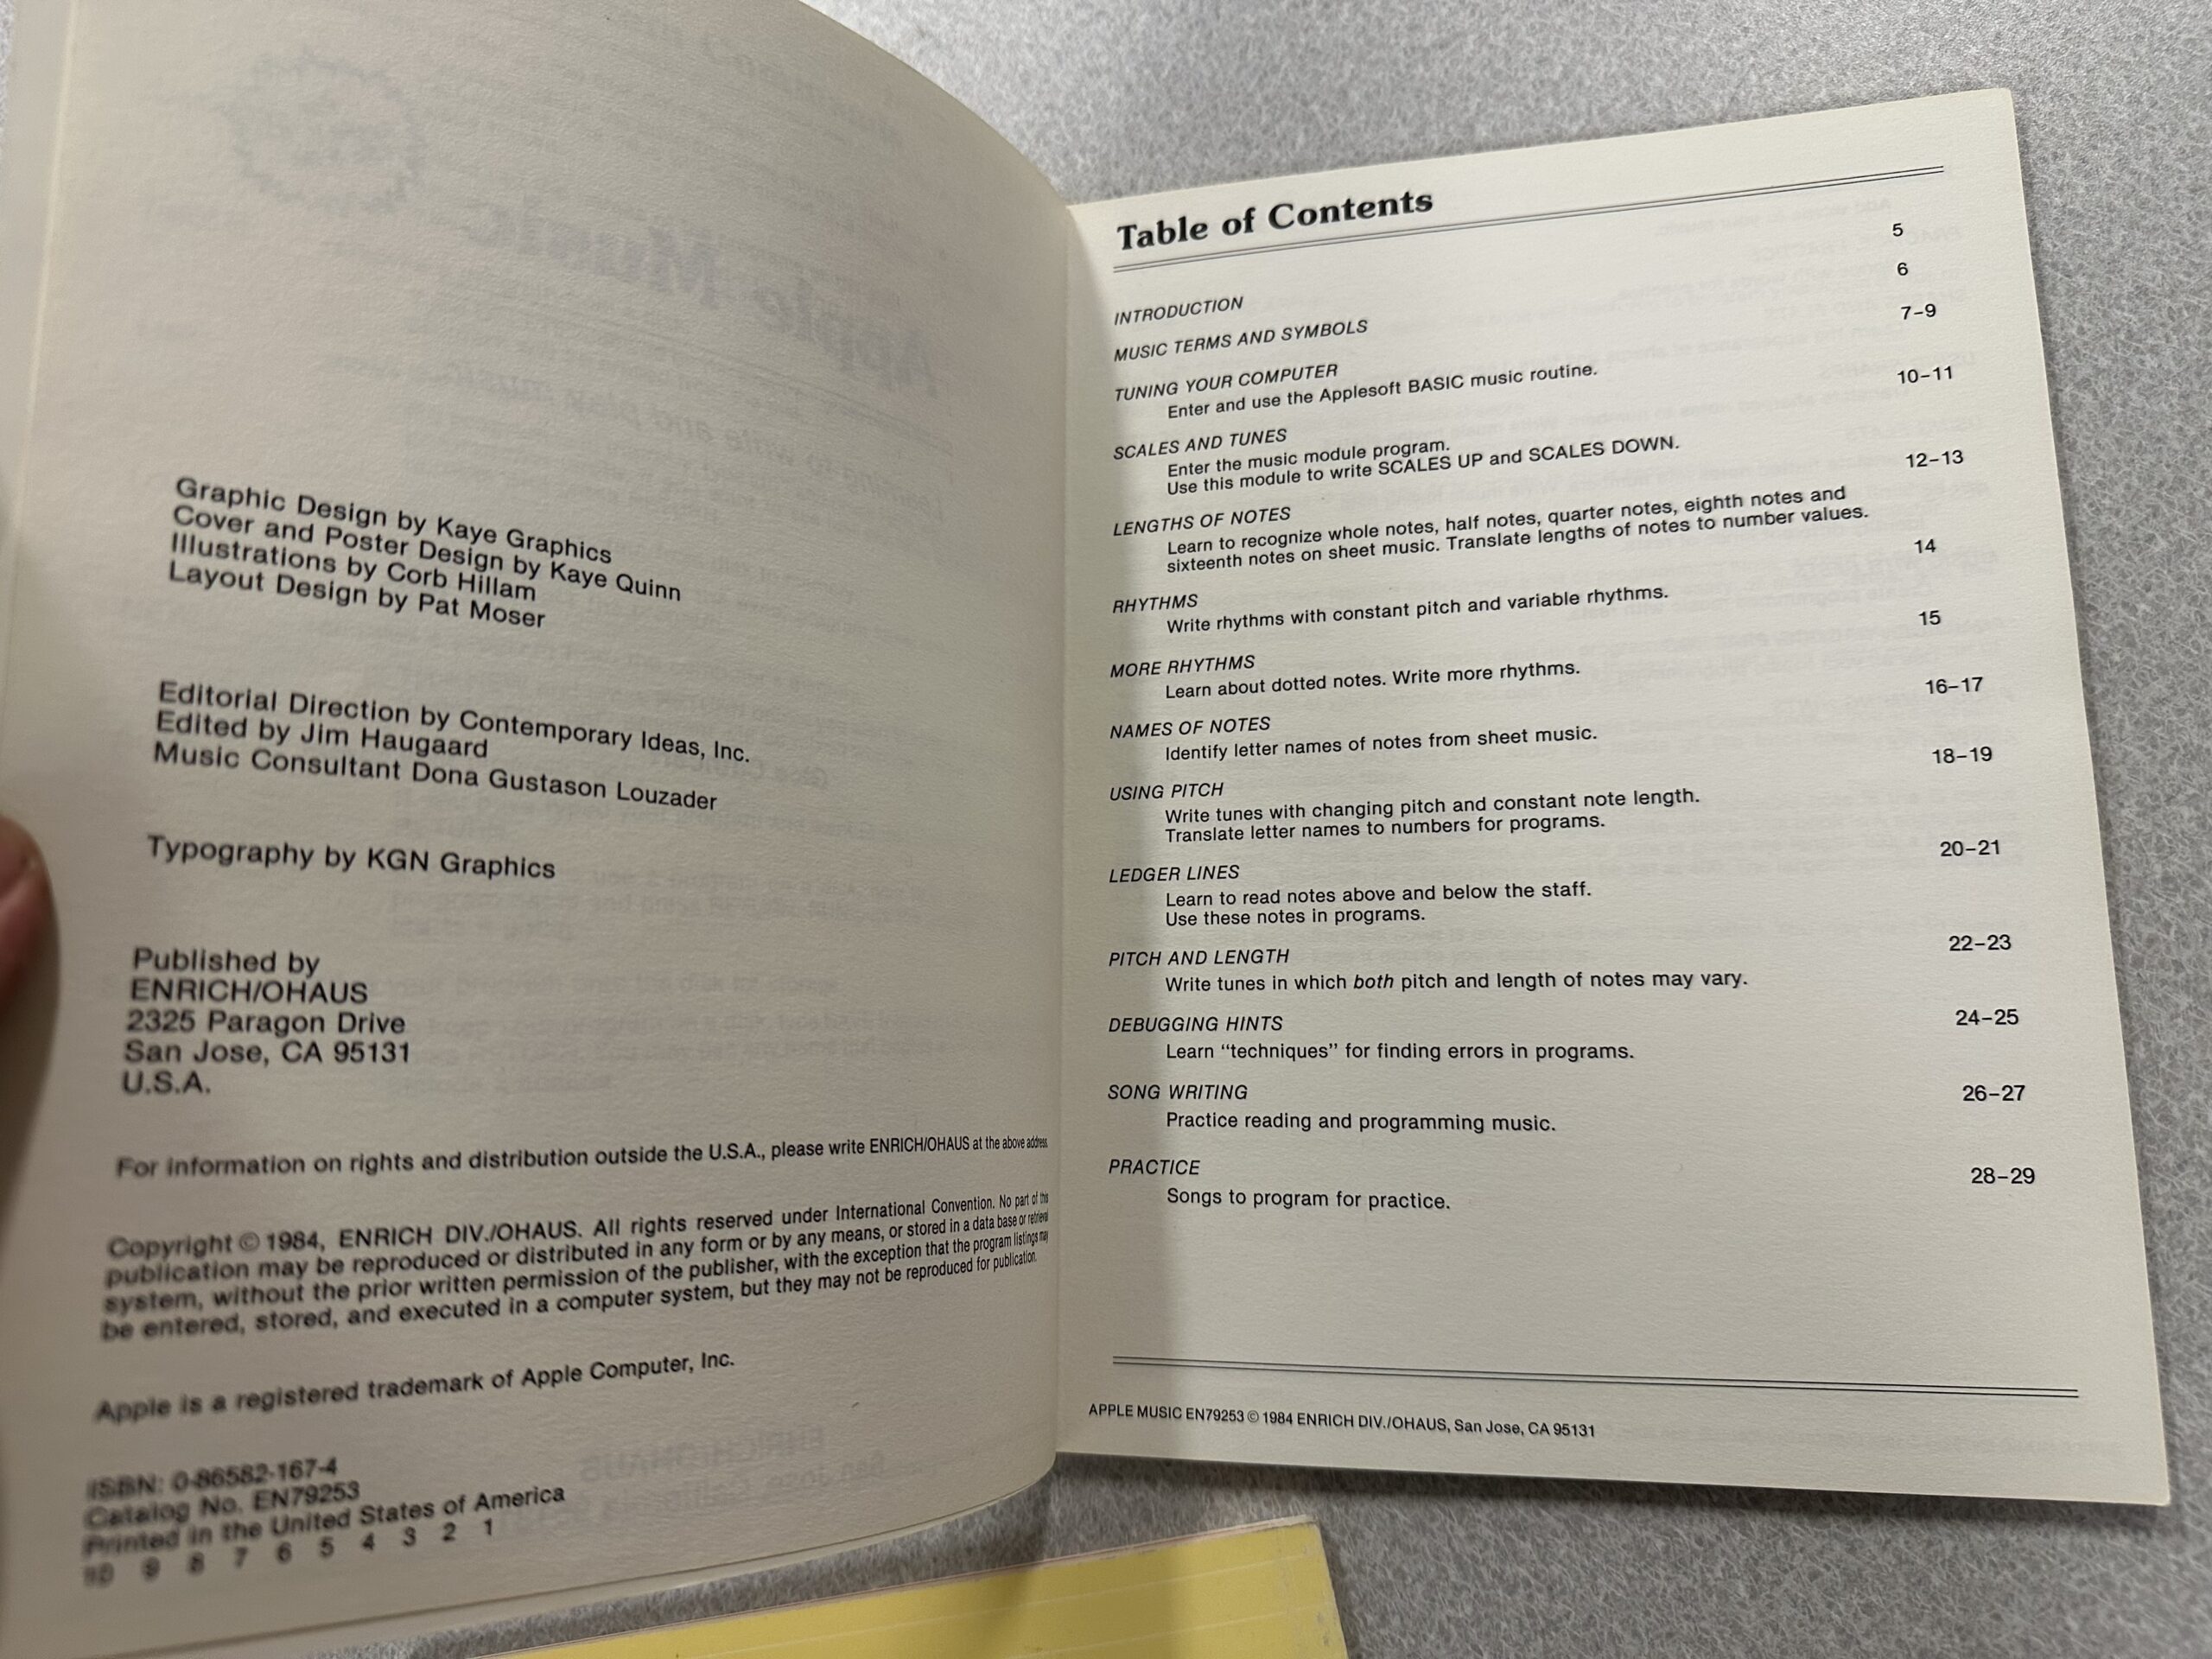 Graphic Design by Kaye Graphics
Cover and Poster Design by Kaye Quinn
Illustrations by Corb Hillam
Layout Design by Pat Moser
Editorial Direction by Contemporary Ideas, Inc.
Edited by Jim Haugaard
Music Consultant Dona Gustason Louzader
Typography by KGN Graphics
Published by
ENRICH/OHAUS
2325 Paragon Drive
San Jose, CA 95131
U.S.A.
For information on rights and distribution outside the U.S.A., please write ENRICH/OHAUS at the above address.
Copyright © 1984, ENRICH DIV./OHAUS. All rights reserved under International Convention. No part of this
publication may be reproduced or distributed in any form or by any means, or stored in a data base or retrieval
system, without the prior written permission of the publisher, with the exception that the program listings may
be entered, stored, and executed in a computer system, but they may not be reproduced for publication.
Apple is a registered trademark of Apple Computer, Inc.
ISBN: 0-86582-167-4
Catalog No. EN79253
Printed in the United States of America
10 9 8 7 6 5 4 3 2 1
Table of Contents
INTRODUCTION 5
MUSIC TERMS AND SYMBOLS 6
TUNING YOUR COMPUTER 7–9
Enter and use the Applesoft BASIC music routine.
SCALES AND TUNES 10–11
Enter the music module program.
Use this module to write SCALES UP and SCALES DOWN.
LENGTHS OF NOTES 12–13
Learn to recognize whole notes, half notes, quarter notes, eighth notes and
sixteenth notes on sheet music. Translate lengths of notes to number values.
RHYTHMS 14
Write rhythms with constant pitch and variable rhythms.
MORE RHYTHMS 15
Learn about dotted notes. Write more rhythms.
NAMES OF NOTES 16–17
Identify letter names of notes from sheet music.
USING PITCH 18–19
Write tunes with changing pitch and constant note length.
Translate letter names to numbers for programs.
LEDGER LINES 20–21
Learn to read notes above and below the staff.
Use these notes in programs.
PITCH AND LENGTH 22–23
Write tunes in which both pitch and length of notes may vary.
DEBUGGING HINTS 24–25
Learn “techniques” for finding errors in programs.
SONG WRITING 26–27
Practice reading and programming music.
PRACTICE 28–29
Songs to program for practice.
APPLE MUSIC EN79253 © 1984 ENRICH DIV./OHAUS, San Jose, CA 95131